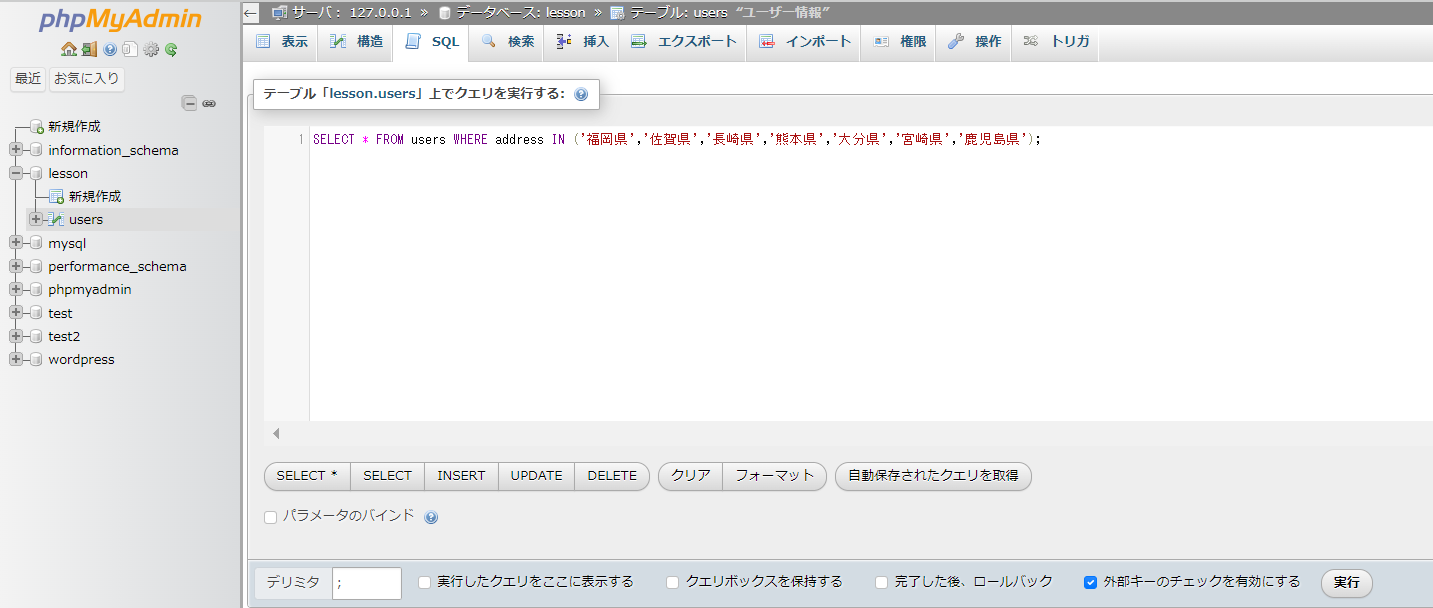 phpMyAdmin
最近 お気に入り
新規作成
information_schema
lesson
新規作成
users
mysql
performance_schema
phpmyadmin
test
test2
wordpress
← サーバ: 127.0.0.1 » データベース: lesson » テーブル: users “ユーザー情報”
表示 構造 SQL 検索 挿入 エクスポート インポート 権限 操作 トリガ
テーブル「lesson.users」上でクエリを実行する:
1 SELECT * FROM users WHERE address IN ('福岡県','佐賀県','長崎県','熊本県','大分県','宮崎県','鹿児島県');
SELECT * SELECT INSERT UPDATE DELETE クリア フォーマット 自動保存されたクエリを取得
パラメータのバインド
デリミタ ; 実行したクエリをここに表示する クエリボックスを保持する 完了した後、ロールバック 外部キーのチェックを有効にする 実行